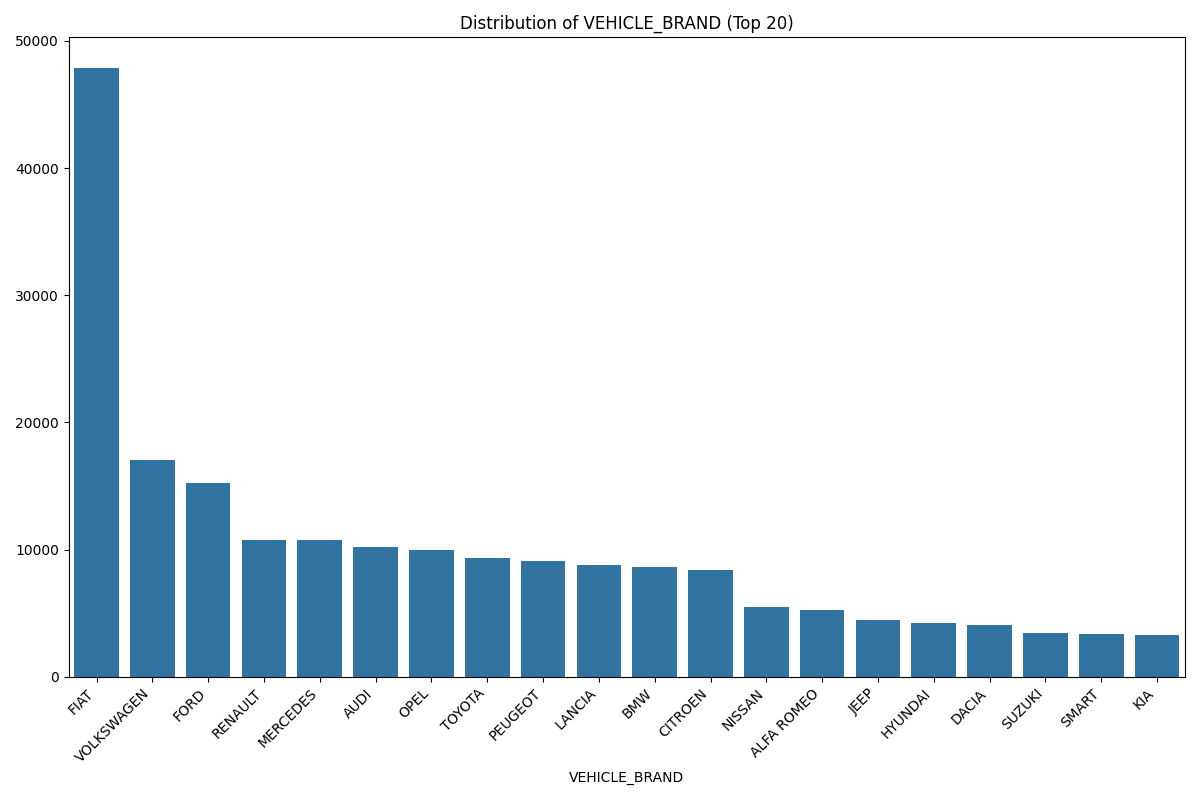 Distribution of VEHICLE_BRAND (Top 20)
50000
40000
30000
20000
10000
0
FIAT
VOLKSWAGEN
FORD
RENAULT
MERCEDES
AUDI
OPEL
TOYOTA
PEUGEOT
LANCIA
BMW
CITROEN
NISSAN
ALFA ROMEO
JEEP
HYUNDAI
DACIA
SUZUKI
SMART
KIA
VEHICLE_BRAND